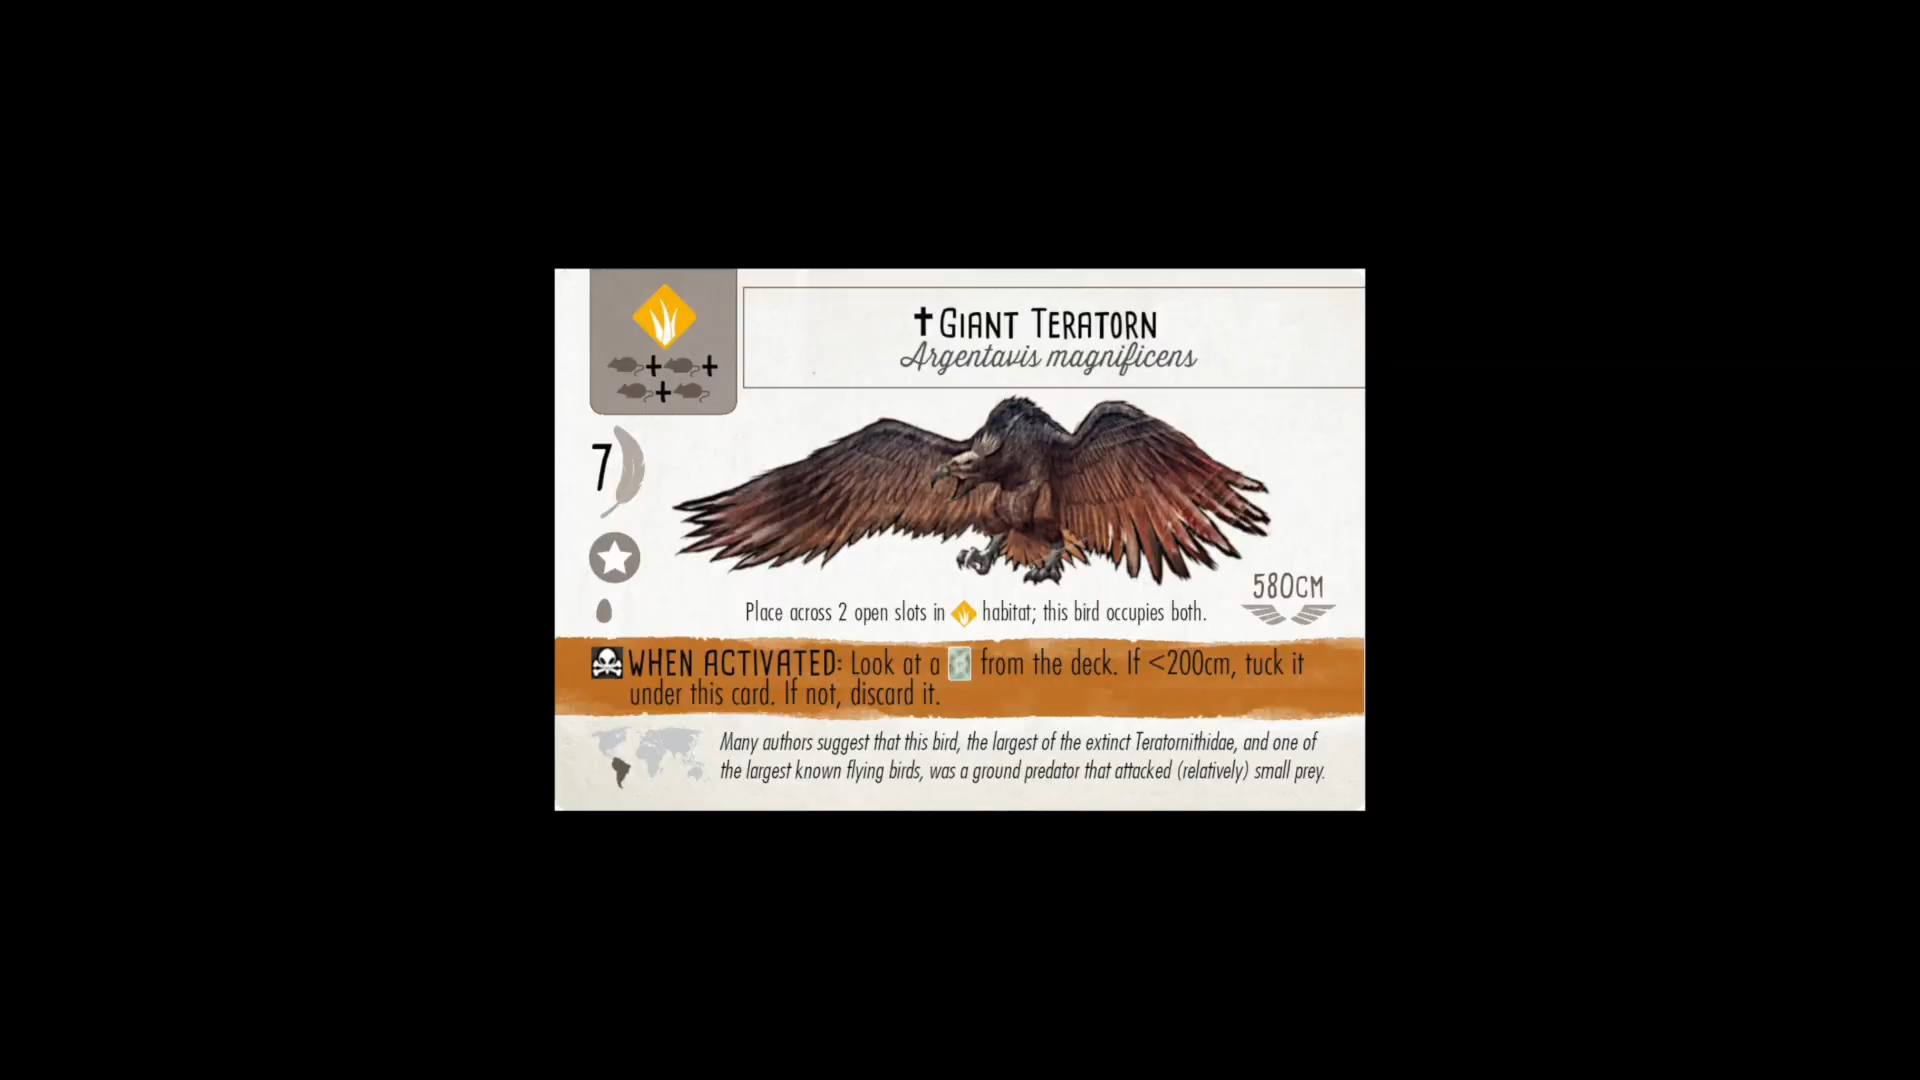 †Giant Teratorn
Argentavis magnificens
+ +
+
7
580cm
Place across 2 open slots in habitat; this bird occupies both.
WHEN ACTIVATED: Look at a from the deck. If <200cm, tuck it
under this card. If not, discard it.
Many authors suggest that this bird, the largest of the extinct Teratornithidae, and one of
the largest known flying birds, was a ground predator that attacked (relatively) small prey.